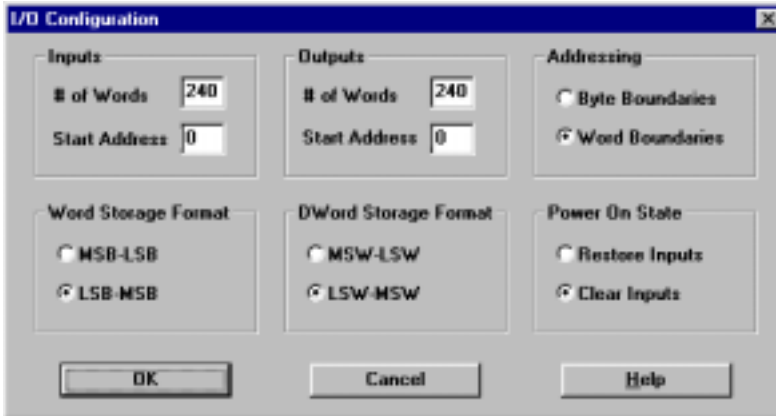 I/O Configuration
Inputs
# of Words 240
Start Address 0
Outputs
# of Words 240
Start Address 0
Addressing
Byte Boundaries
Word Boundaries
Word Storage Format
MSB-LSB
LSB-MSB
DWord Storage Format
MSW-LSW
LSW-MSW
Power On State
Restore Inputs
Clear Inputs
OK
Cancel
Help